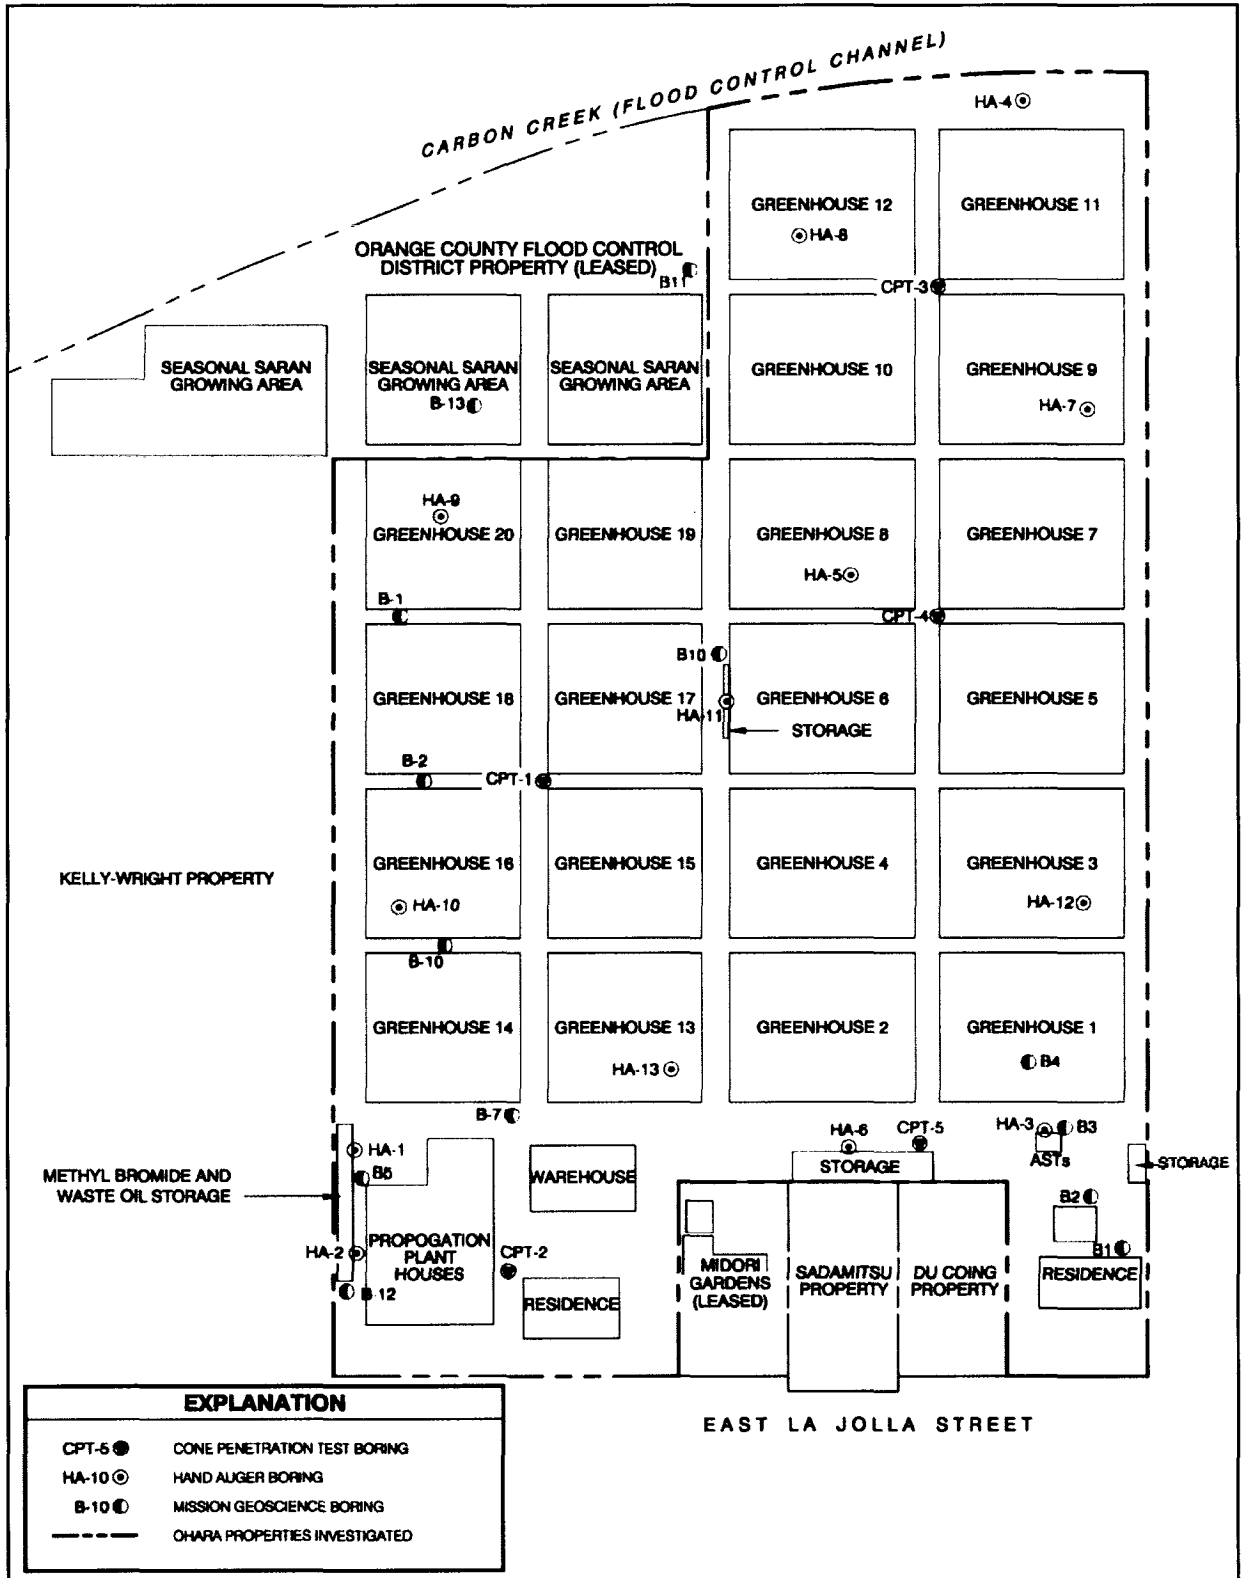 CARBON CREEK (FLOOD CONTROL CHANNEL)
HA-4
GREENHOUSE 12
GREENHOUSE 11
HA-8
ORANGE COUNTY FLOOD CONTROL
DISTRICT PROPERTY (LEASED)
B11
CPT-3
SEASONAL SARAN
GROWING AREA
SEASONAL SARAN
GROWING AREA
B-13
SEASONAL SARAN
GROWING AREA
GREENHOUSE 10
GREENHOUSE 9
HA-7
HA-9
GREENHOUSE 20
GREENHOUSE 19
GREENHOUSE 8
GREENHOUSE 7
HA-5
B-1
CPT-4
B10
GREENHOUSE 18
GREENHOUSE 17
GREENHOUSE 6
GREENHOUSE 5
HA-11
STORAGE
B-2
CPT-1
GREENHOUSE 16
GREENHOUSE 15
GREENHOUSE 4
GREENHOUSE 3
KELLY-WRIGHT PROPERTY
HA-10
HA-12
B-10
GREENHOUSE 14
GREENHOUSE 13
GREENHOUSE 2
GREENHOUSE 1
HA-13
B4
B-7
HA-6
CPT-5
HA-3
B3
HA-1
ASTs
STORAGE
STORAGE
METHYL BROMIDE AND
WASTE OIL STORAGE
B5
WAREHOUSE
B2
HA-2
PROPOGATION
PLANT
HOUSES
CPT-2
B1
MIDORI
GARDENS
(LEASED)
SADAMITSU
PROPERTY
DU COING
PROPERTY
RESIDENCE
B-12
RESIDENCE
EAST LA JOLLA STREET
EXPLANATION
CPT-5 CONE PENETRATION TEST BORING
HA-10 HAND AUGER BORING
B-10 MISSION GEOSCIENCE BORING
OHARA PROPERTIES INVESTIGATED